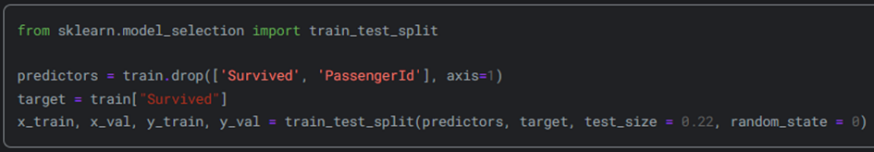 from sklearn.model_selection import train_test_split
predictors = train.drop(['Survived', 'PassengerId'], axis=1)
target = train["Survived"]
x_train, x_val, y_train, y_val = train_test_split(predictors, target, test_size = 0.22, random_state = 0)